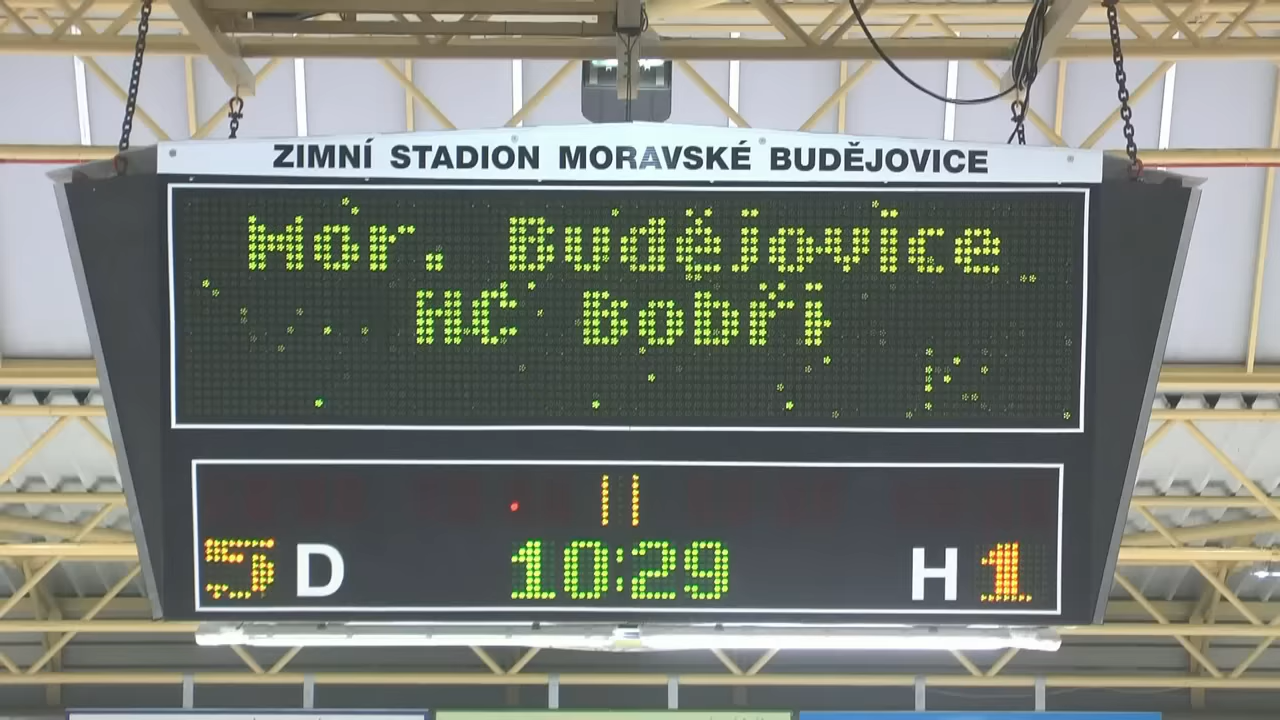 ZIMNÍ STADION MORAVSKÉ BUDĚJOVICE
Mor. Budějovice
HC Bobři
II
5 D 10:29 H 1